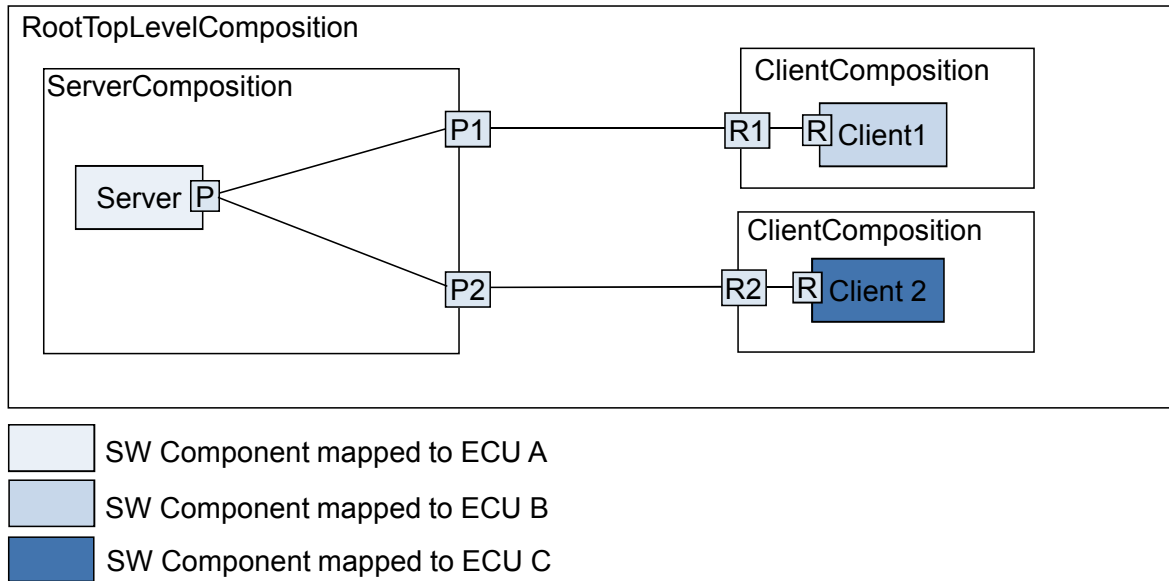 RootTopLevelComposition
ServerComposition
Server
P
P1
P2
ClientComposition
R1
R
Client1
ClientComposition
R2
R
Client 2
SW Component mapped to ECU A
SW Component mapped to ECU B
SW Component mapped to ECU C